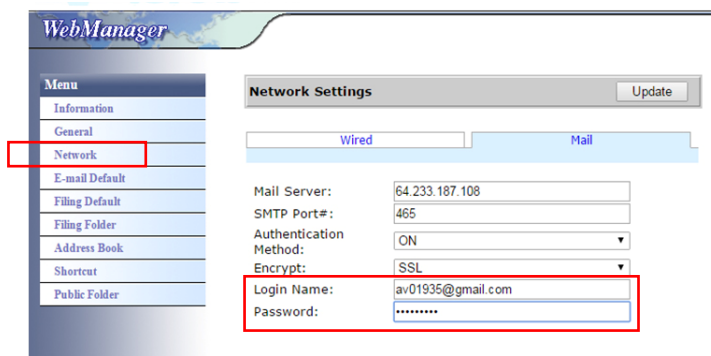 WebManager
Menu
Information
General
Network
E-mail Default
Filing Default
Filing Folder
Address Book
Shortcut
Public Folder
Network Settings Update
Wired Mail
Mail Server: 64.233.187.108
SMTP Port#: 465
Authentication
Method: ON
Encrypt: SSL
Login Name: av01935@gmail.com
Password: •••••••••